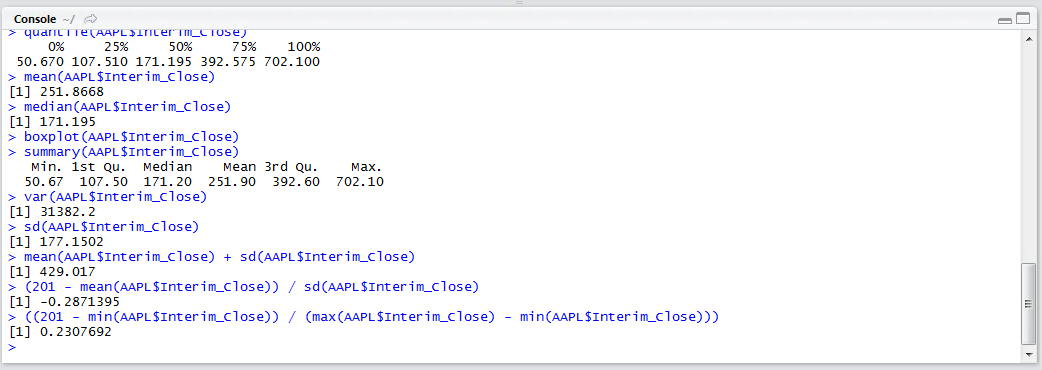 Console ~/
> quantile(AAPL$Interim_Close)
0% 25% 50% 75% 100%
50.670 107.510 171.195 392.575 702.100
> mean(AAPL$Interim_Close)
[1] 251.8668
> median(AAPL$Interim_Close)
[1] 171.195
> boxplot(AAPL$Interim_Close)
> summary(AAPL$Interim_Close)
Min. 1st Qu. Median Mean 3rd Qu. Max.
50.67 107.50 171.20 251.90 392.60 702.10
> var(AAPL$Interim_Close)
[1] 31382.2
> sd(AAPL$Interim_Close)
[1] 177.1502
> mean(AAPL$Interim_Close) + sd(AAPL$Interim_Close)
[1] 429.017
> (201 - mean(AAPL$Interim_Close)) / sd(AAPL$Interim_Close)
[1] -0.2871395
> ((201 - min(AAPL$Interim_Close)) / (max(AAPL$Interim_Close) - min(AAPL$Interim_Close)))
[1] 0.2307692
>